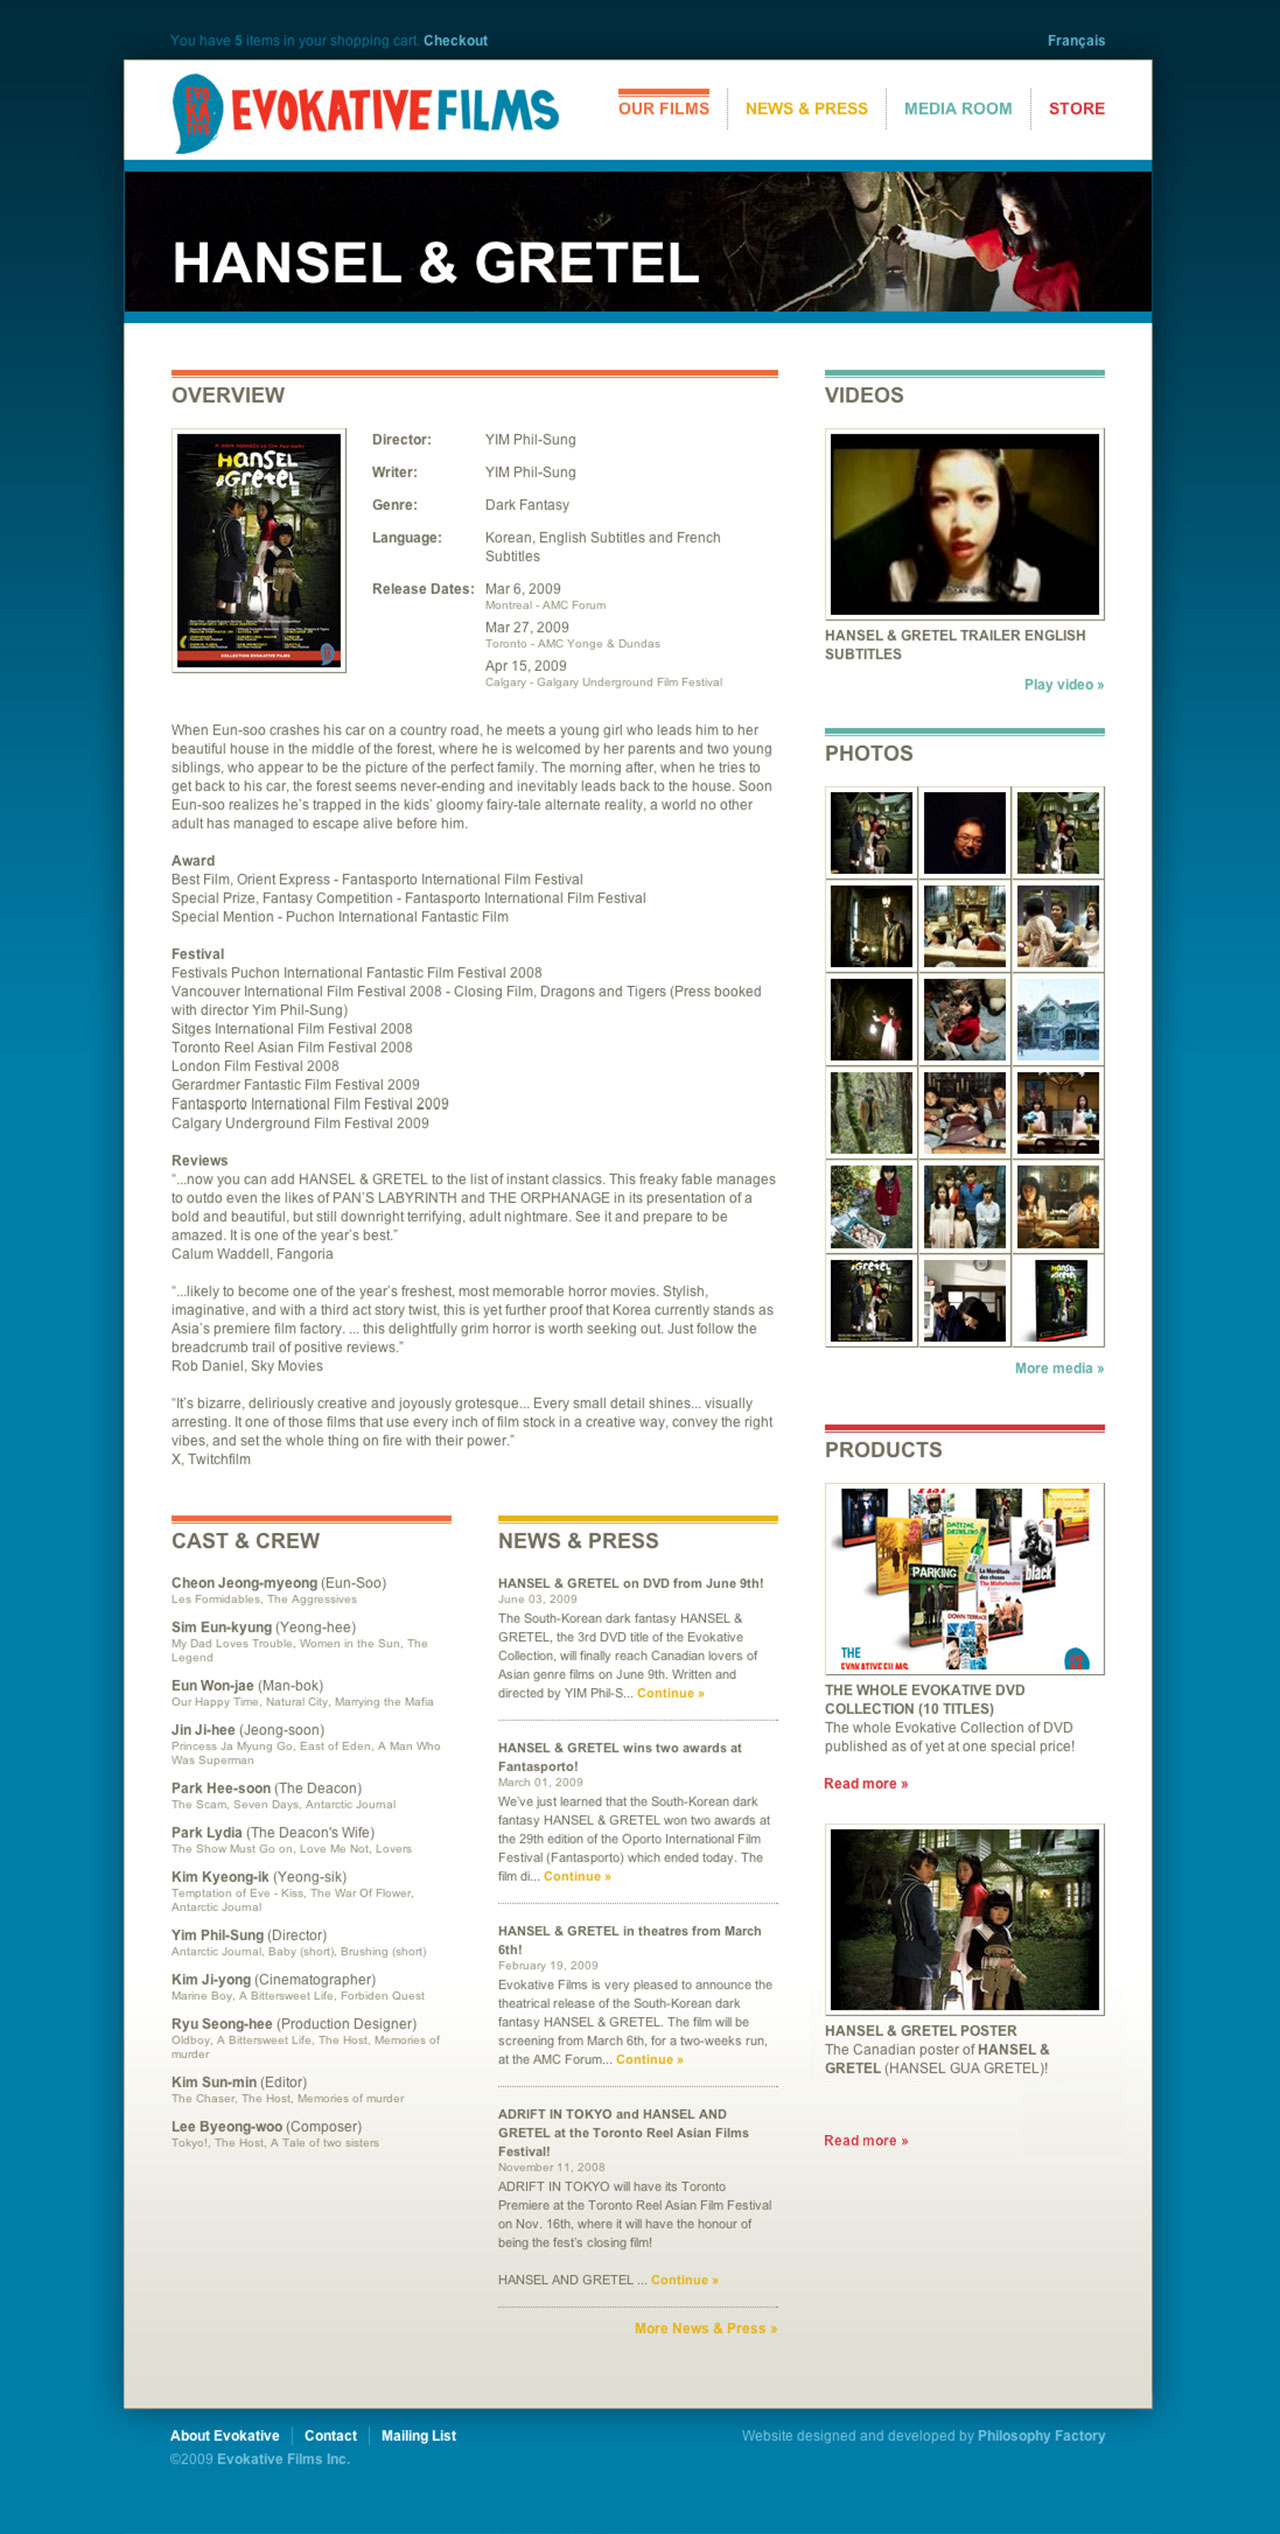 You have 5 items in your shopping cart. Checkout
Français
EVOKATIVE
EVOKATIVE FILMS
OUR FILMS
NEWS & PRESS
MEDIA ROOM
STORE
HANSEL & GRETEL
OVERVIEW
Hansel
&Gretel
COLLECTION EVOKATIVE FILMS
Director: YIM Phil-Sung
Writer: YIM Phil-Sung
Genre: Dark Fantasy
Language: Korean, English Subtitles and French
Subtitles
Release Dates: Mar 6, 2009
Montreal - AMC Forum
Mar 27, 2009
Toronto - AMC Yonge & Dundas
Apr 15, 2009
Calgary - Galgary Underground Film Festival
When Eun-soo crashes his car on a country road, he meets a young girl who leads him to her
beautiful house in the middle of the forest, where he is welcomed by her parents and two young
siblings, who appear to be the picture of the perfect family. The morning after, when he tries to
get back to his car, the forest seems never-ending and inevitably leads back to the house. Soon
Eun-soo realizes he's trapped in the kids' gloomy fairy-tale alternate reality, a world no other
adult has managed to escape alive before him.
Award
Best Film, Orient Express - Fantasporto International Film Festival
Special Prize, Fantasy Competition - Fantasporto International Film Festival
Special Mention - Puchon International Fantastic Film
Festival
Festivals Puchon International Fantastic Film Festival 2008
Vancouver International Film Festival 2008 - Closing Film, Dragons and Tigers (Press booked
with director Yim Phil-Sung)
Sitges International Film Festival 2008
Toronto Reel Asian Film Festival 2008
London Film Festival 2008
Gerardmer Fantastic Film Festival 2009
Fantasporto International Film Festival 2009
Calgary Underground Film Festival 2009
Reviews
“...now you can add HANSEL & GRETEL to the list of instant classics. This freaky fable manages
to outdo even the likes of PAN'S LABYRINTH and THE ORPHANAGE in its presentation of a
bold and beautiful, but still downright terrifying, adult nightmare. See it and prepare to be
amazed. It is one of the year's best.”
Calum Waddell, Fangoria
“...likely to become one of the year's freshest, most memorable horror movies. Stylish,
imaginative, and with a third act story twist, this is yet further proof that Korea currently stands as
Asia's premiere film factory. ... this delightfully grim horror is worth seeking out. Just follow the
breadcrumb trail of positive reviews.”
Rob Daniel, Sky Movies
“It's bizarre, deliriously creative and joyously grotesque... Every small detail shines... visually
arresting. It one of those films that use every inch of film stock in a creative way, convey the right
vibes, and set the whole thing on fire with their power.”
X, Twitchfilm
CAST & CREW
Cheon Jeong-myeong (Eun-Soo)
Les Formidables, The Aggressives
Sim Eun-kyung (Yeong-hee)
My Dad Loves Trouble, Women in the Sun, The
Legend
Eun Won-jae (Man-bok)
Our Happy Time, Natural City, Marrying the Mafia
Jin Ji-hee (Jeong-soon)
Princess Ja Myung Go, East of Eden, A Man Who
Was Superman
Park Hee-soon (The Deacon)
The Scam, Seven Days, Antarctic Journal
Park Lydia (The Deacon's Wife)
The Show Must Go on, Love Me Not, Lovers
Kim Kyeong-ik (Yeong-sik)
Temptation of Eve - Kiss, The War Of Flower,
Antarctic Journal
Yim Phil-Sung (Director)
Antarctic Journal, Baby (short), Brushing (short)
Kim Ji-yong (Cinematographer)
Marine Boy, A Bittersweet Life, Forbiden Quest
Ryu Seong-hee (Production Designer)
Oldboy, A Bittersweet Life, The Host, Memories of
murder
Kim Sun-min (Editor)
The Chaser, The Host, Memories of murder
Lee Byeong-woo (Composer)
Tokyo!, The Host, A Tale of two sisters
NEWS & PRESS
HANSEL & GRETEL on DVD from June 9th!
June 03, 2009
The South-Korean dark fantasy HANSEL &
GRETEL, the 3rd DVD title of the Evokative
Collection, will finally reach Canadian lovers of
Asian genre films on June 9th. Written and
directed by YIM Phil-S... Continue »
HANSEL & GRETEL wins two awards at
Fantasporto!
March 01, 2009
We've just learned that the South-Korean dark
fantasy HANSEL & GRETEL won two awards at
the 29th edition of the Oporto International Film
Festival (Fantasporto) which ended today. The
film di... Continue »
HANSEL & GRETEL in theatres from March
6th!
February 19, 2009
Evokative Films is very pleased to announce the
theatrical release of the South-Korean dark
fantasy HANSEL & GRETEL. The film will be
screening from March 6th, for a two-weeks run,
at the AMC Forum... Continue »
ADRIFT IN TOKYO and HANSEL AND
GRETEL at the Toronto Reel Asian Films
Festival!
November 11, 2008
ADRIFT IN TOKYO will have its Toronto
Premiere at the Toronto Reel Asian Film Festival
on Nov. 16th, where it will have the honour of
being the fest's closing film!
HANSEL AND GRETEL ... Continue »
More News & Press »
VIDEOS
HANSEL & GRETEL TRAILER ENGLISH
SUBTITLES
Play video »
PHOTOS
Gretel
Hansel
&Gretel
More media »
PRODUCTS
DAYTIME
DRINKING
black
PARKING
La Merditude
des choses
The Misfortunates
DOWN TERRACE
THE
EVOKATIVE FILMS
THE WHOLE EVOKATIVE DVD
COLLECTION (10 TITLES)
The whole Evokative Collection of DVD
published as of yet at one special price!
Read more »
HANSEL & GRETEL POSTER
The Canadian poster of HANSEL &
GRETEL (HANSEL GUA GRETEL)!
Read more »
About Evokative
Contact
Mailing List
Website designed and developed by Philosophy Factory
©2009 Evokative Films Inc.